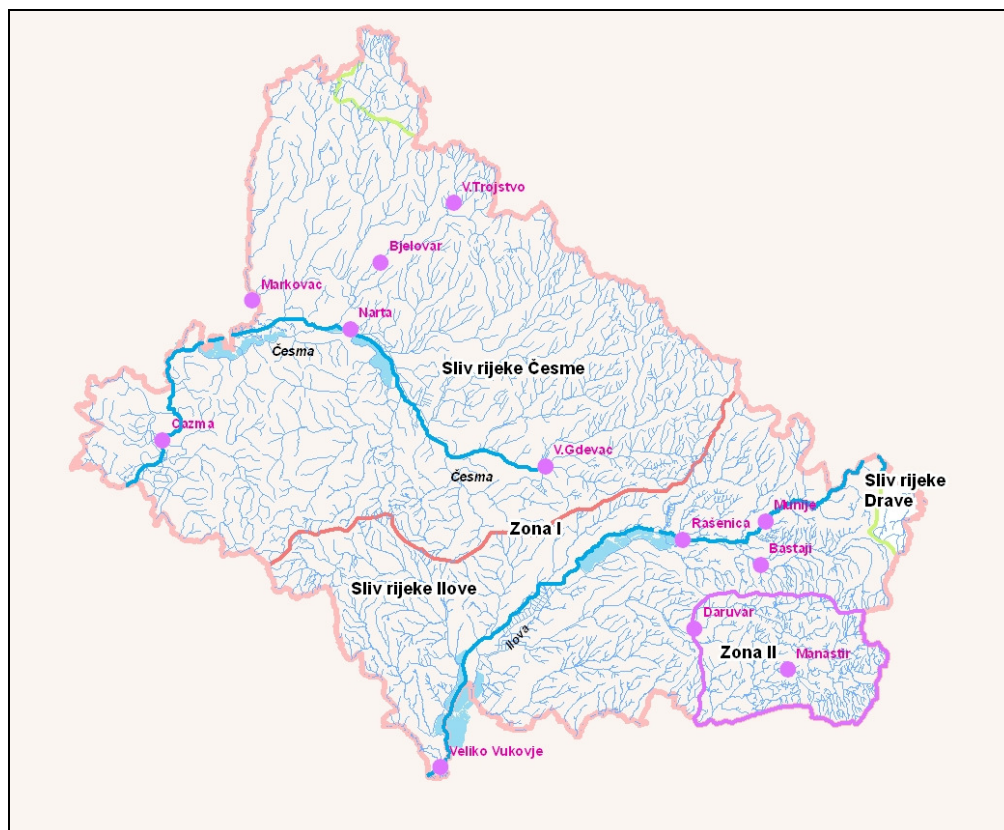 V.Trojstvo
Bjelovar
Markovac
Narta
Česma
Sliv rijeke Česme
Čazma
V.Gdevac
Česma
Sliv rijeke
Drave
Munije
Zona I
Rašenica
Bastaji
Sliv rijeke Ilove
Daruvar
Ilova
Zona II
Manastir
Veliko Vukovje